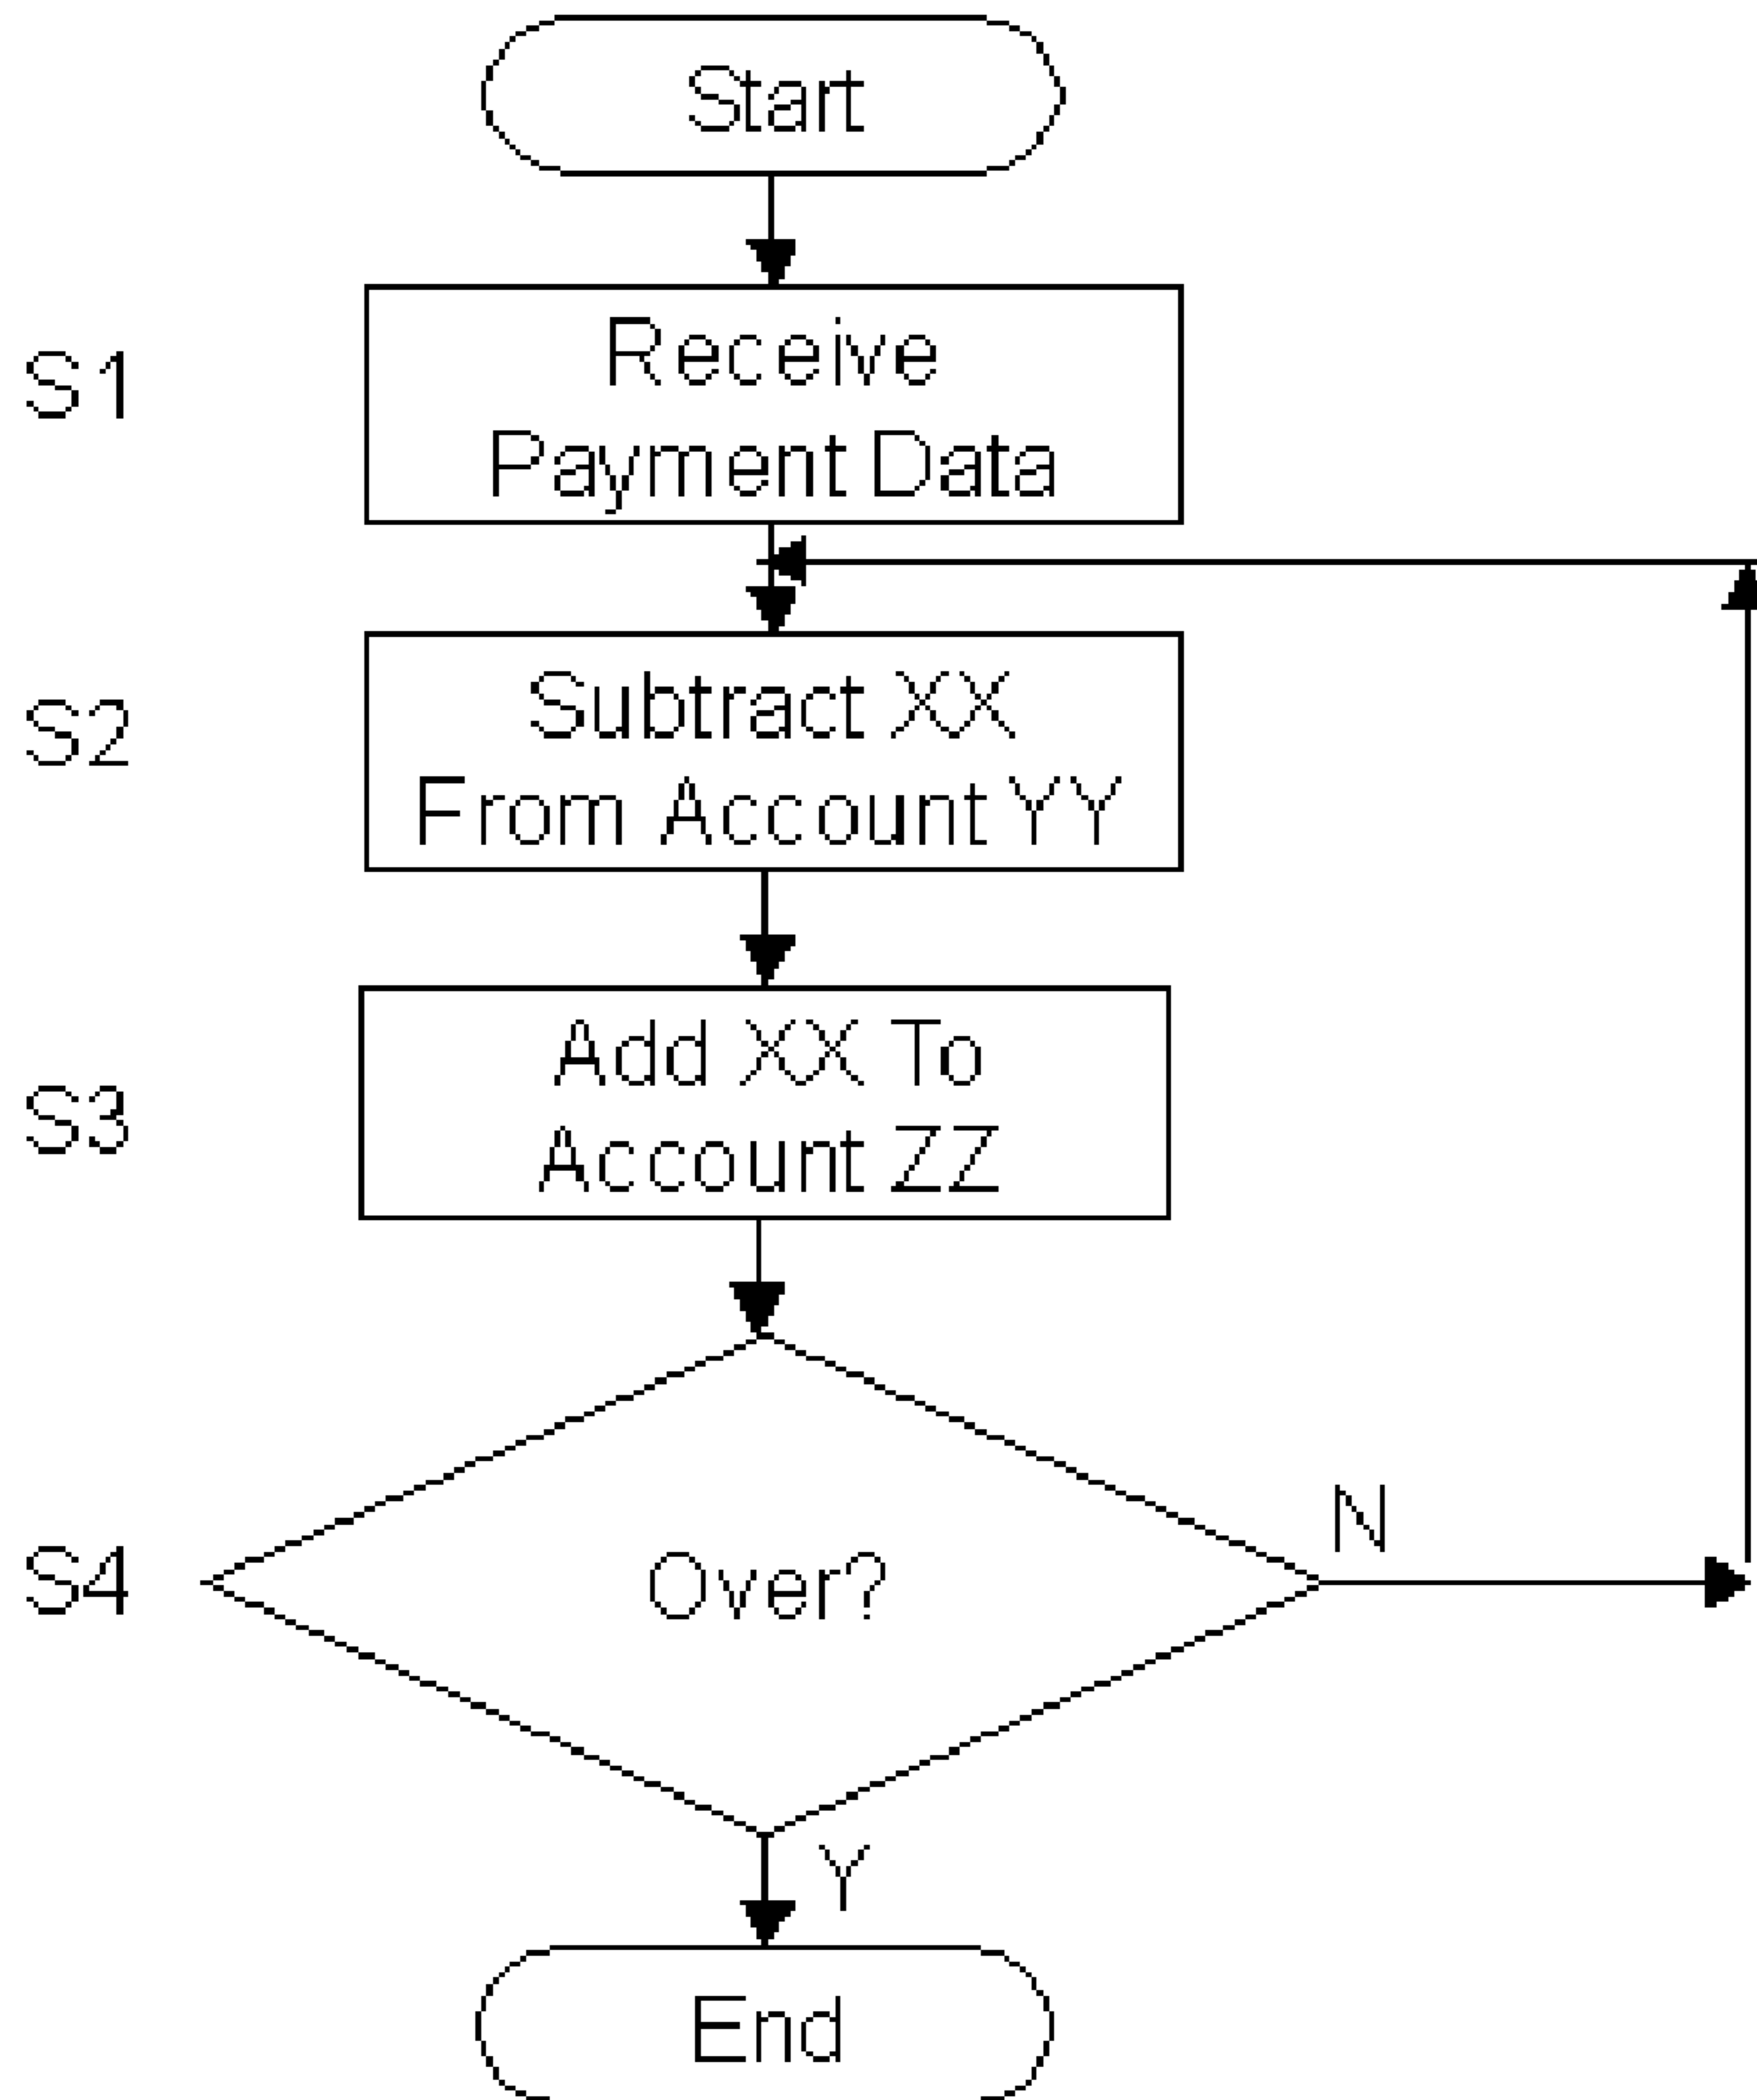 Start
S1
Receive
Payment Data
S2
Subtract XX
From Account YY
S3
Add XX To
Account ZZ
N
S4
Over?
Y
End